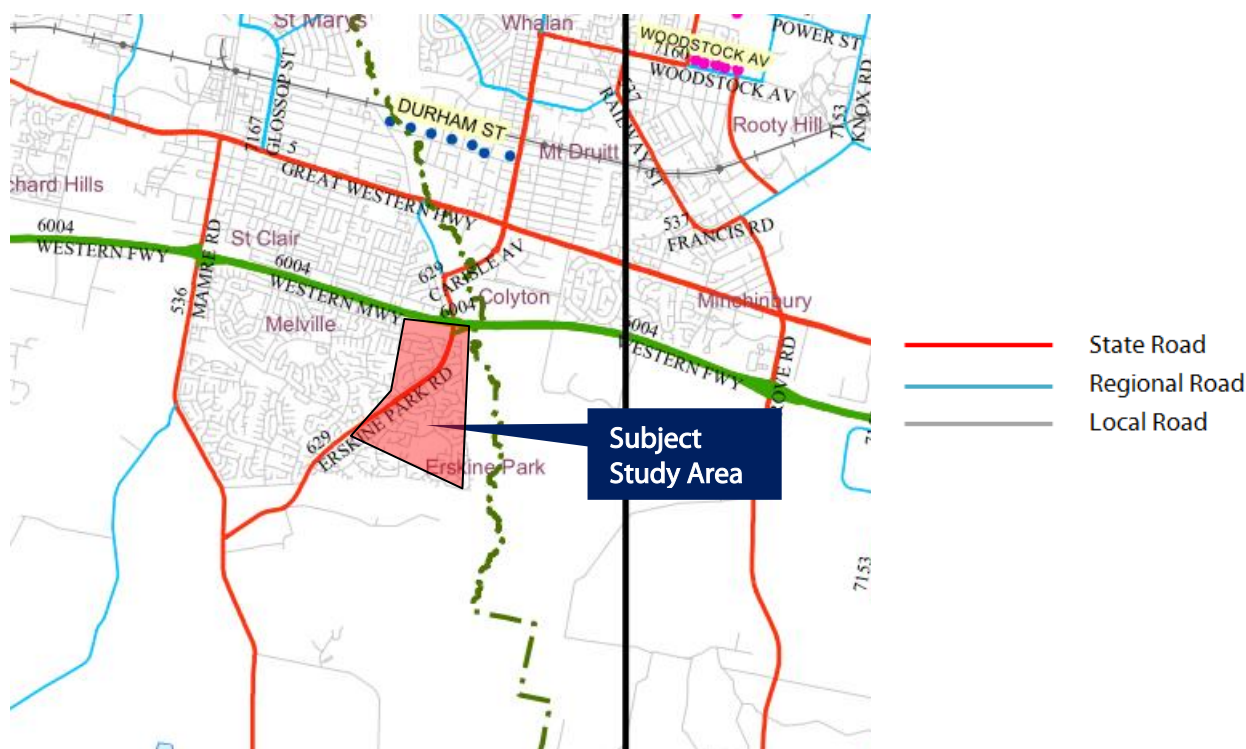 St Marys
Whalan
POWER ST
WOODSTOCK AV
7160
WOODSTOCK AV
GLOSSOP ST
7167
DURHAM ST
537
RAILWAY ST
Rooty Hill
7153
KNOX RD
Mt Druitt
5
GREAT WESTERN HWY
chard Hills
6004
WESTERN FWY
St Clair
MAMRE RD
536
6004
WESTERN MWY
629
CARLISLE AV
537
FRANCIS RD
Colyton
6004
Minchinbury
Melville
6004
WESTERN FWY
ROVE RD
ERSKINE PARK RD
629
Erskine Park
Subject
Study Area
7153
State Road
Regional Road
Local Road